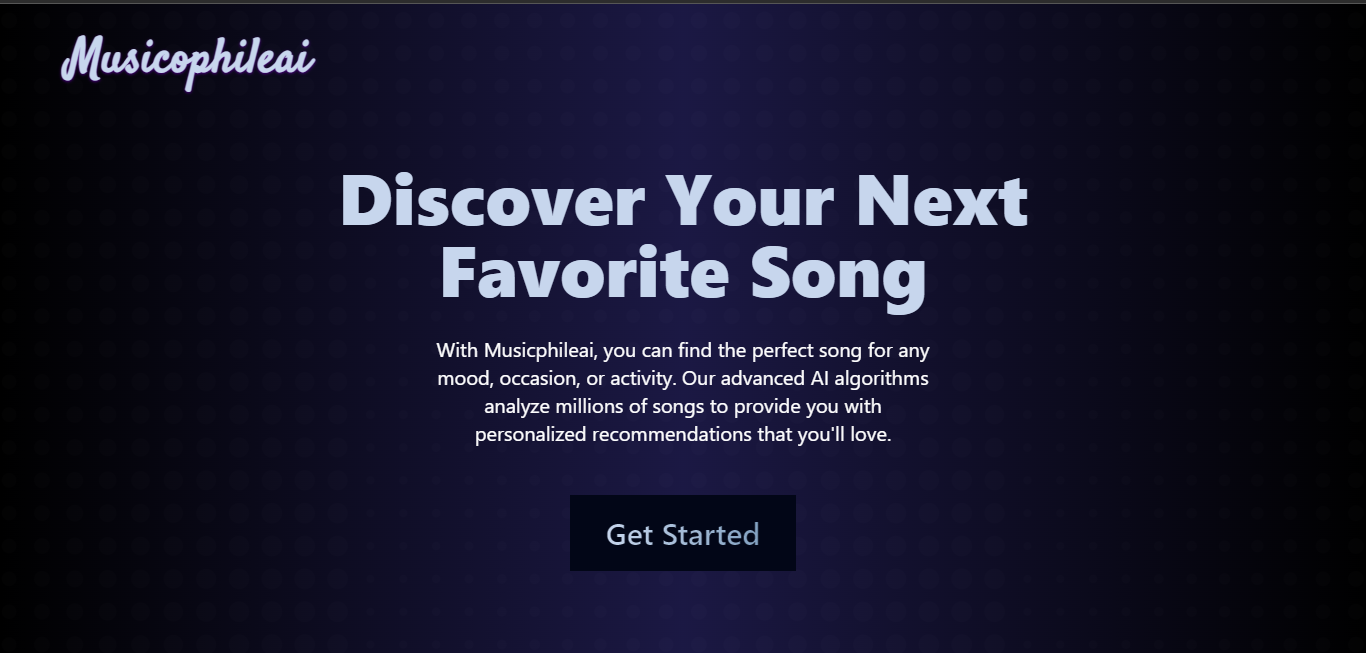 Musicophileai
Discover Your Next
Favorite Song
With Musicphileai, you can find the perfect song for any
mood, occasion, or activity. Our advanced AI algorithms
analyze millions of songs to provide you with
personalized recommendations that you'll love.
Get Started